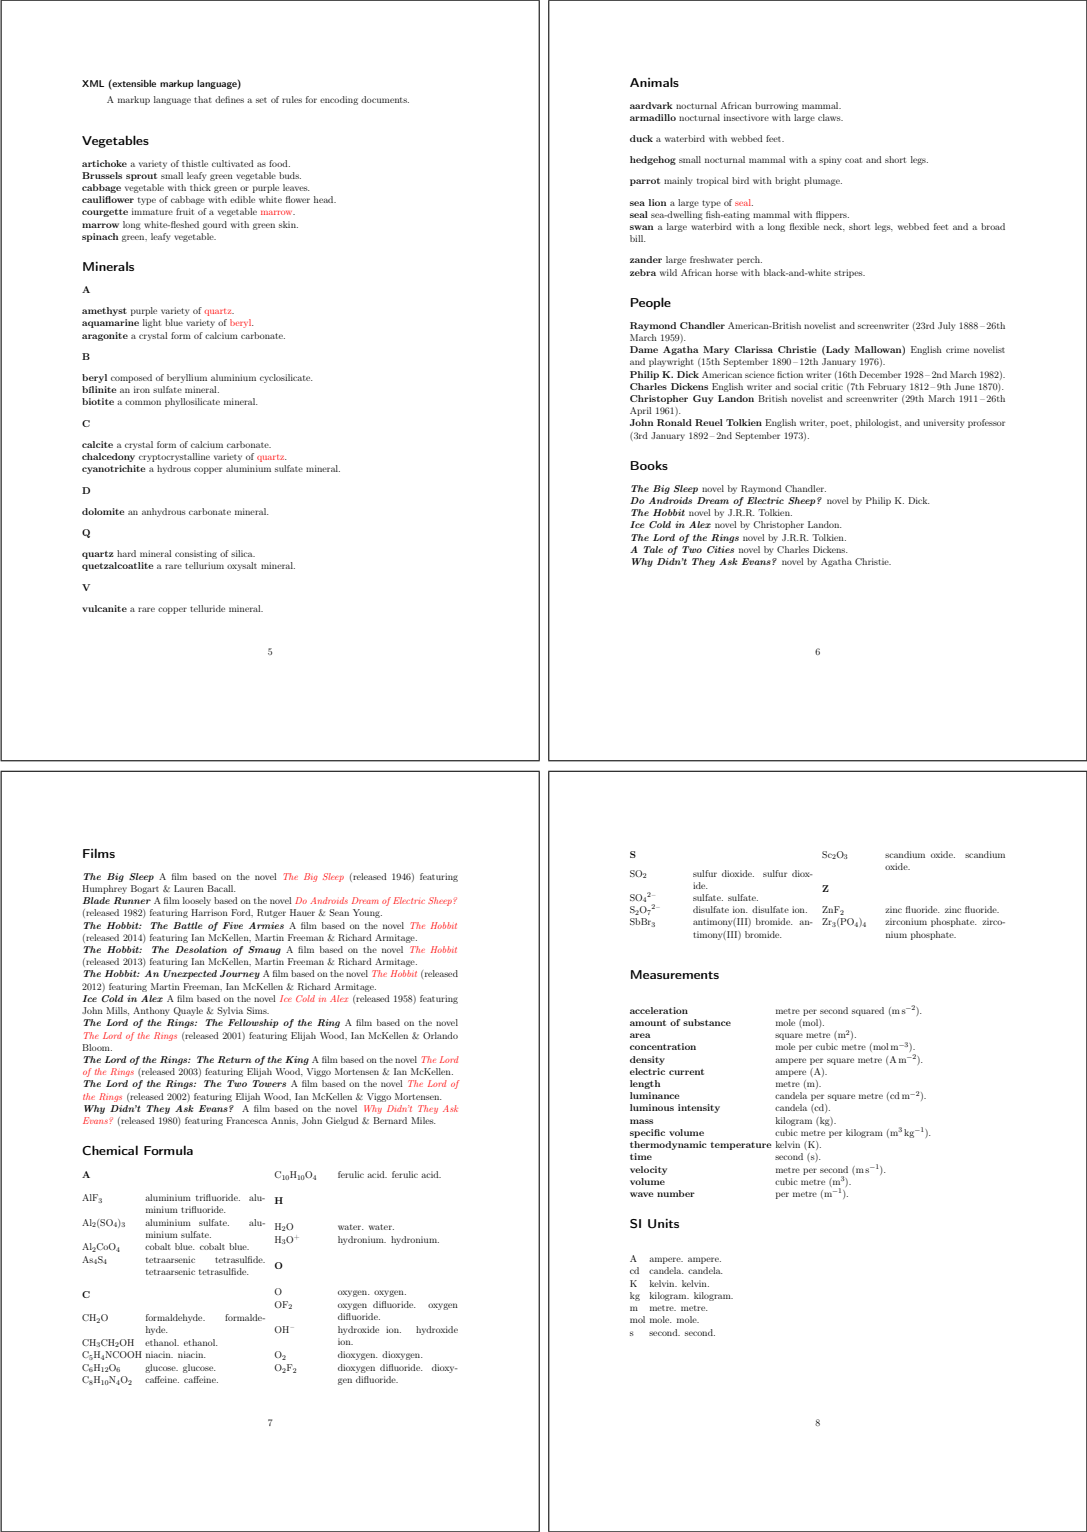 XML (extensible markup language)
A markup language that defines a set of rules for encoding documents.
Vegetables
artichoke a variety of thistle cultivated as food.
Brussels sprout small leafy green vegetable buds.
cabbage vegetable with thick green or purple leaves.
cauliflower type of cabbage with edible white flower head.
courgette immature fruit of a vegetable marrow.
marrow long white-fleshed gourd with green skin.
spinach green, leafy vegetable.
Minerals
A
amethyst purple variety of quartz.
aquamarine light blue variety of beryl.
aragonite a crystal form of calcium carbonate.
B
beryl composed of beryllium aluminium cyclosilicate.
bílinite an iron sulfate mineral.
biotite a common phyllosilicate mineral.
C
calcite a crystal form of calcium carbonate.
chalcedony cryptocrystalline variety of quartz.
cyanotrichite a hydrous copper aluminium sulfate mineral.
D
dolomite an anhydrous carbonate mineral.
Q
quartz hard mineral consisting of silica.
quetzalcoatlite a rare tellurium oxysalt mineral.
V
vulcanite a rare copper telluride mineral.
5
Animals
aardvark nocturnal African burrowing mammal.
armadillo nocturnal insectivore with large claws.
duck a waterbird with webbed feet.
hedgehog small nocturnal mammal with a spiny coat and short legs.
parrot mainly tropical bird with bright plumage.
sea lion a large type of seal.
seal sea-dwelling fish-eating mammal with flippers.
swan a large waterbird with a long flexible neck, short legs, webbed feet and a broad
bill.
zander large freshwater perch.
zebra wild African horse with black-and-white stripes.
People
Raymond Chandler American-British novelist and screenwriter (23rd July 1888 – 26th
March 1959).
Dame Agatha Mary Clarissa Christie (Lady Mallowan) English crime novelist
and playwright (15th September 1890 – 12th January 1976).
Philip K. Dick American science fiction writer (16th December 1928 – 2nd March 1982).
Charles Dickens English writer and social critic (7th February 1812 – 9th June 1870).
Christopher Guy Landon British novelist and screenwriter (29th March 1911 – 26th
April 1961).
John Ronald Reuel Tolkien English writer, poet, philologist, and university professor
(3rd January 1892 – 2nd September 1973).
Books
The Big Sleep novel by Raymond Chandler.
Do Androids Dream of Electric Sheep? novel by Philip K. Dick.
The Hobbit novel by J.R.R. Tolkien.
Ice Cold in Alex novel by Christopher Landon.
The Lord of the Rings novel by J.R.R. Tolkien.
A Tale of Two Cities novel by Charles Dickens.
Why Didn't They Ask Evans? novel by Agatha Christie.
6
Films
The Big Sleep A film based on the novel The Big Sleep (released 1946) featuring
Humphrey Bogart & Lauren Bacall.
Blade Runner A film loosely based on the novel Do Androids Dream of Electric Sheep?
(released 1982) featuring Harrison Ford, Rutger Hauer & Sean Young.
The Hobbit: The Battle of Five Armies A film based on the novel The Hobbit
(released 2014) featuring Ian McKellen, Martin Freeman & Richard Armitage.
The Hobbit: The Desolation of Smaug A film based on the novel The Hobbit
(released 2013) featuring Ian McKellen, Martin Freeman & Richard Armitage.
The Hobbit: An Unexpected Journey A film based on the novel The Hobbit (released
2012) featuring Martin Freeman, Ian McKellen & Richard Armitage.
Ice Cold in Alex A film based on the novel Ice Cold in Alex (released 1958) featuring
John Mills, Anthony Quayle & Sylvia Sims.
The Lord of the Rings: The Fellowship of the Ring A film based on the novel
The Lord of the Rings (released 2001) featuring Elijah Wood, Ian McKellen & Orlando
Bloom.
The Lord of the Rings: The Return of the King A film based on the novel The Lord
of the Rings (released 2003) featuring Elijah Wood, Viggo Mortensen & Ian McKellen.
The Lord of the Rings: The Two Towers A film based on the novel The Lord of
the Rings (released 2002) featuring Elijah Wood, Ian McKellen & Viggo Mortensen.
Why Didn't They Ask Evans? A film based on the novel Why Didn't They Ask
Evans? (released 1980) featuring Francesca Annis, John Gielgud & Bernard Miles.
Chemical Formula
A
AlF₃ aluminium trifluoride. alu-
minium trifluoride.
Al₂(SO₄)₃ aluminium sulfate. alu-
minium sulfate.
Al₂CoO₄ cobalt blue. cobalt blue.
As₄S₄ tetraarsenic tetrasulfide.
tetraarsenic tetrasulfide.
C
CH₂O formaldehyde. formalde-
hyde.
CH₃CH₂OH ethanol. ethanol.
C₅H₄NCOOH niacin. niacin.
C₆H₁₂O₆ glucose. glucose.
C₈H₁₀N₄O₂ caffeine. caffeine.
C₁₀H₁₀O₄ ferulic acid. ferulic acid.
H
H₂O water. water.
H₃O⁺ hydronium. hydronium.
O
O oxygen. oxygen.
OF₂ oxygen difluoride. oxygen
difluoride.
OH⁻ hydroxide ion. hydroxide
ion.
O₂ dioxygen. dioxygen.
O₂F₂ dioxygen difluoride. dioxy-
gen difluoride.
7
S
SO₂ sulfur dioxide. sulfur diox-
ide.
SO₄²⁻ sulfate. sulfate.
S₂O₇²⁻ disulfate ion. disulfate ion.
SbBr₃ antimony(III) bromide. an-
timony(III) bromide.
Sc₂O₃ scandium oxide. scandium
oxide.
Z
ZnF₂ zinc fluoride. zinc fluoride.
Zr₃(PO₄)₄ zirconium phosphate. zirco-
nium phosphate.
Measurements
acceleration metre per second squared (m s⁻²).
amount of substance mole (mol).
area square metre (m²).
concentration mole per cubic metre (mol m⁻³).
density ampere per square metre (A m⁻²).
electric current ampere (A).
length metre (m).
luminance candela per square metre (cd m⁻²).
luminous intensity candela (cd).
mass kilogram (kg).
specific volume cubic metre per kilogram (m³ kg⁻¹).
thermodynamic temperature kelvin (K).
time second (s).
velocity metre per second (m s⁻¹).
volume cubic metre (m³).
wave number per metre (m⁻¹).
SI Units
A ampere. ampere.
cd candela. candela.
K kelvin. kelvin.
kg kilogram. kilogram.
m metre. metre.
mol mole. mole.
s second. second.
8